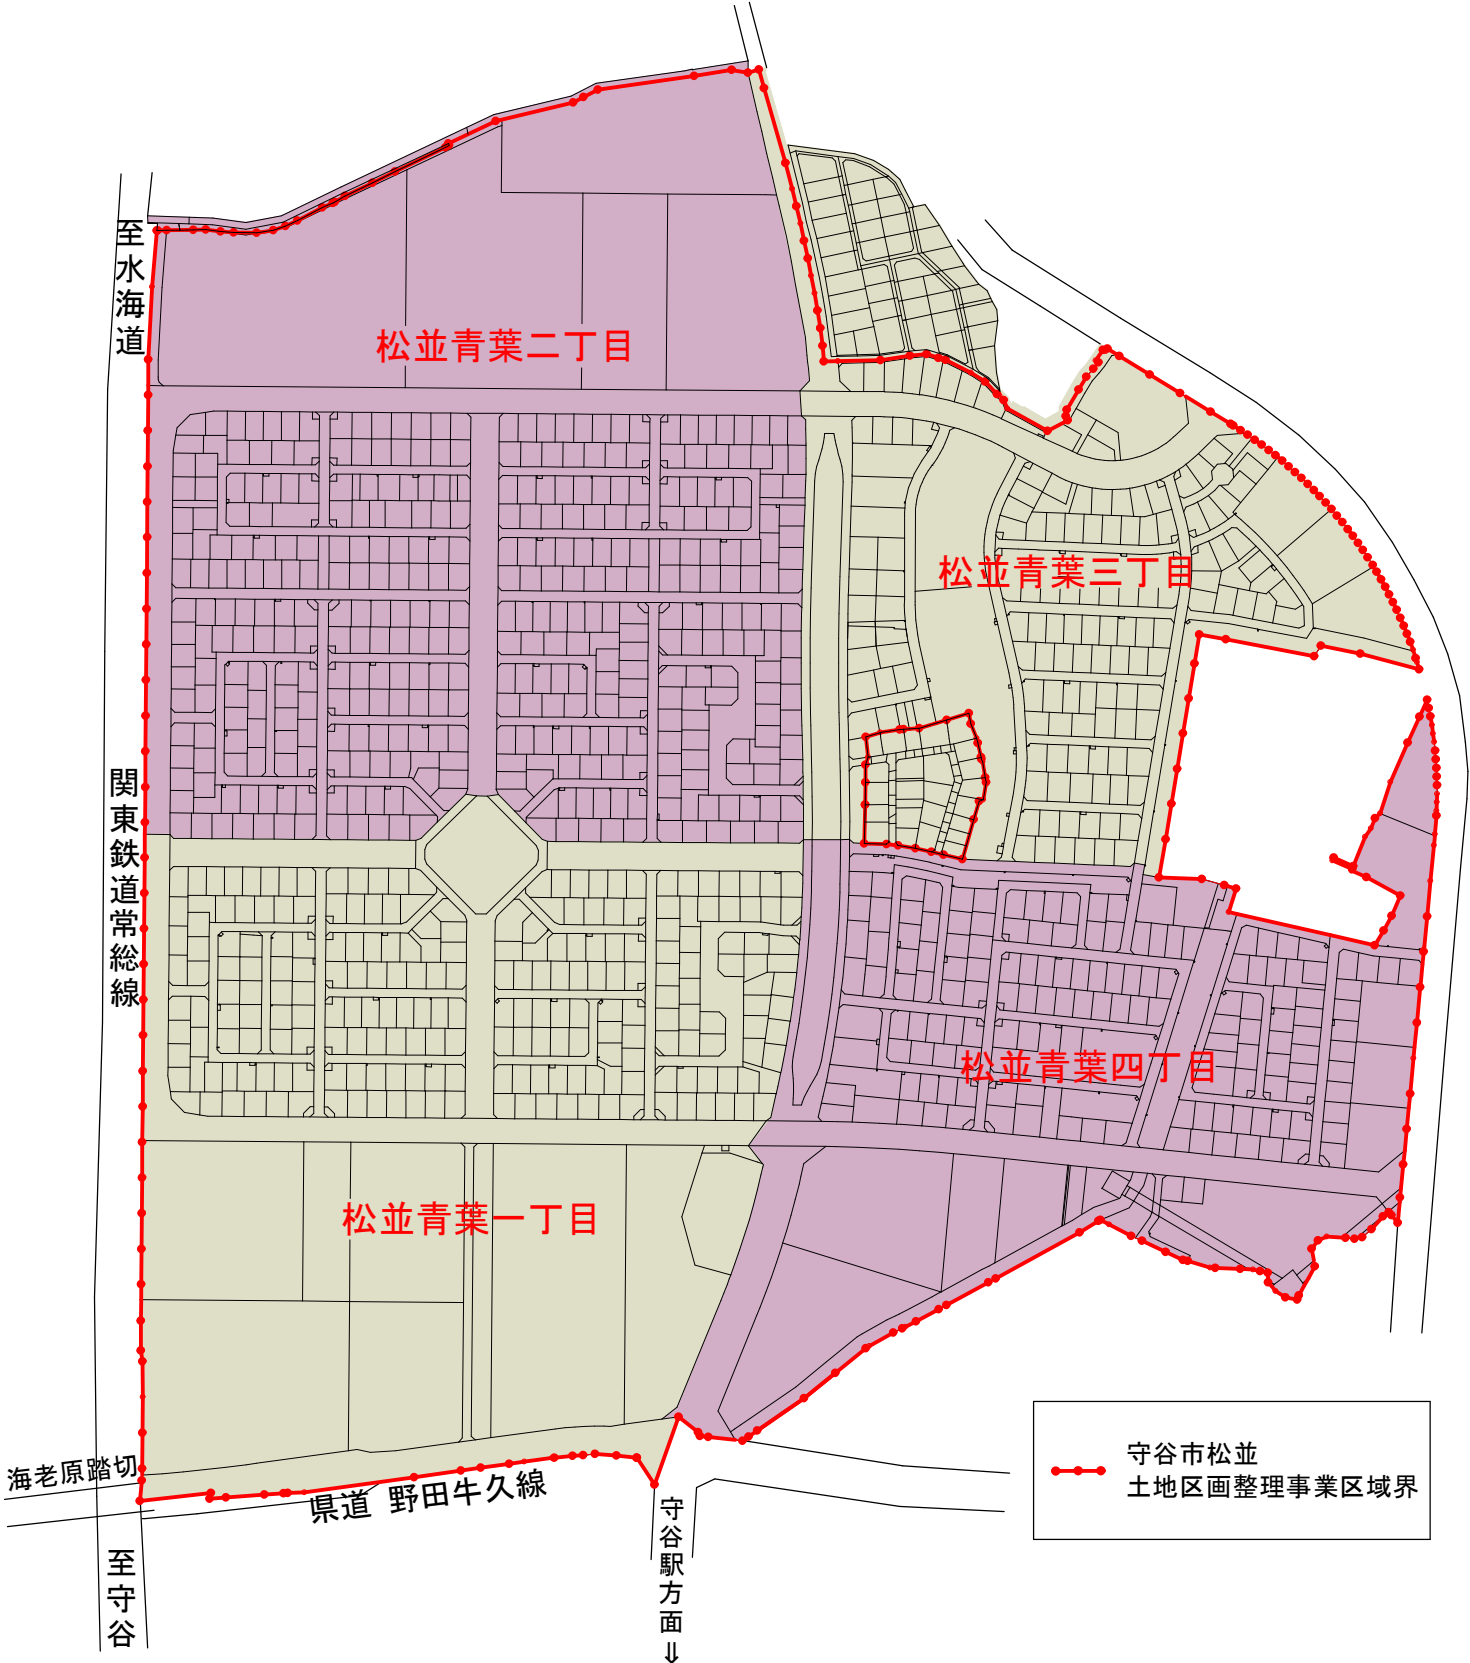 至水海道
松並青葉二丁目
松並青葉三丁目
関東鉄道常総線
松並青葉四丁目
松並青葉一丁目
海老原踏切
県道 野田牛久線
至守谷
守谷駅方面⇓
守谷市松並
土地区画整理事業区域界